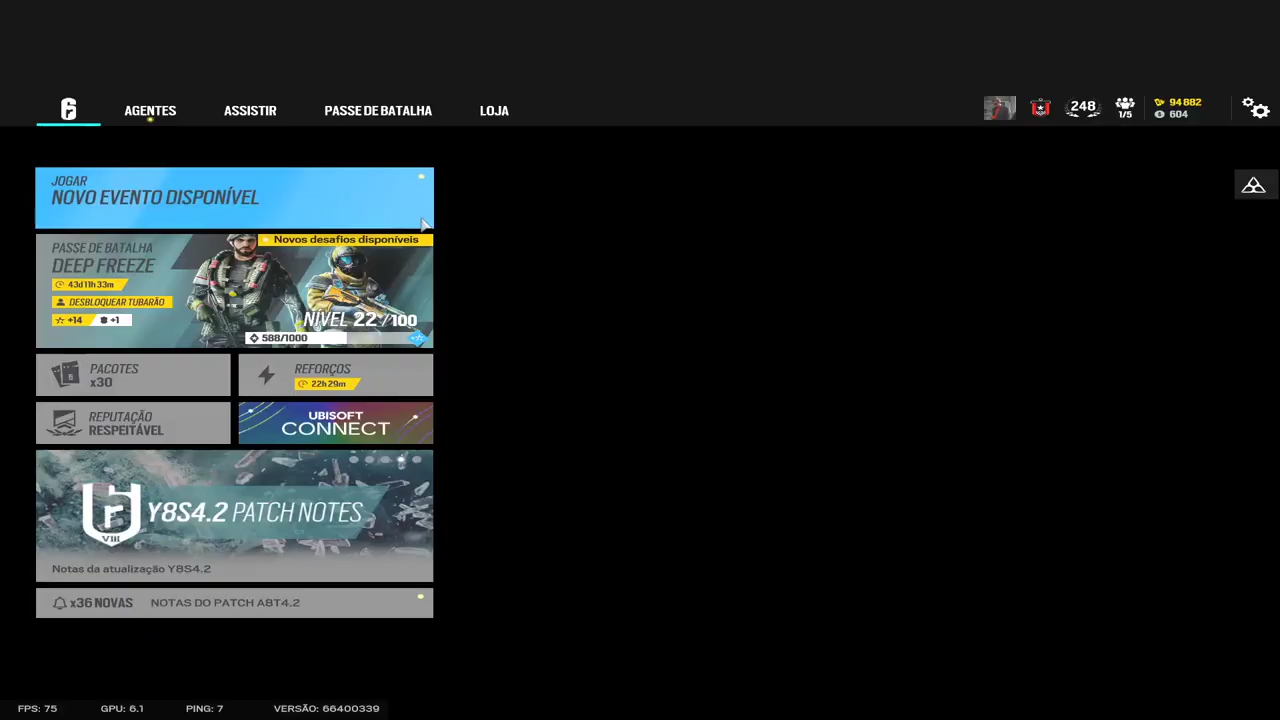 AGENTES
ASSISTIR
PASSE DE BATALHA
LOJA
248
1/5
94 882
604
JOGAR
NOVO EVENTO DISPONÍVEL
Novos desafios disponíveis
PASSE DE BATALHA
DEEP FREEZE
43d 11h 33m
DESBLOQUEAR TUBARÃO
+14
+1
NÍVEL 22/100
588/1000
PACOTES
x30
REFORÇOS
22h 29m
REPUTAÇÃO
RESPEITÁVEL
UBISOFT
CONNECT
VIII
Y8S4.2 PATCH NOTES
Notas da atualização Y8S4.2
x36 NOVAS
NOTAS DO PATCH A8T4.2
FPS: 75
GPU: 6.1
PING: 7
VERSÃO: 66400339